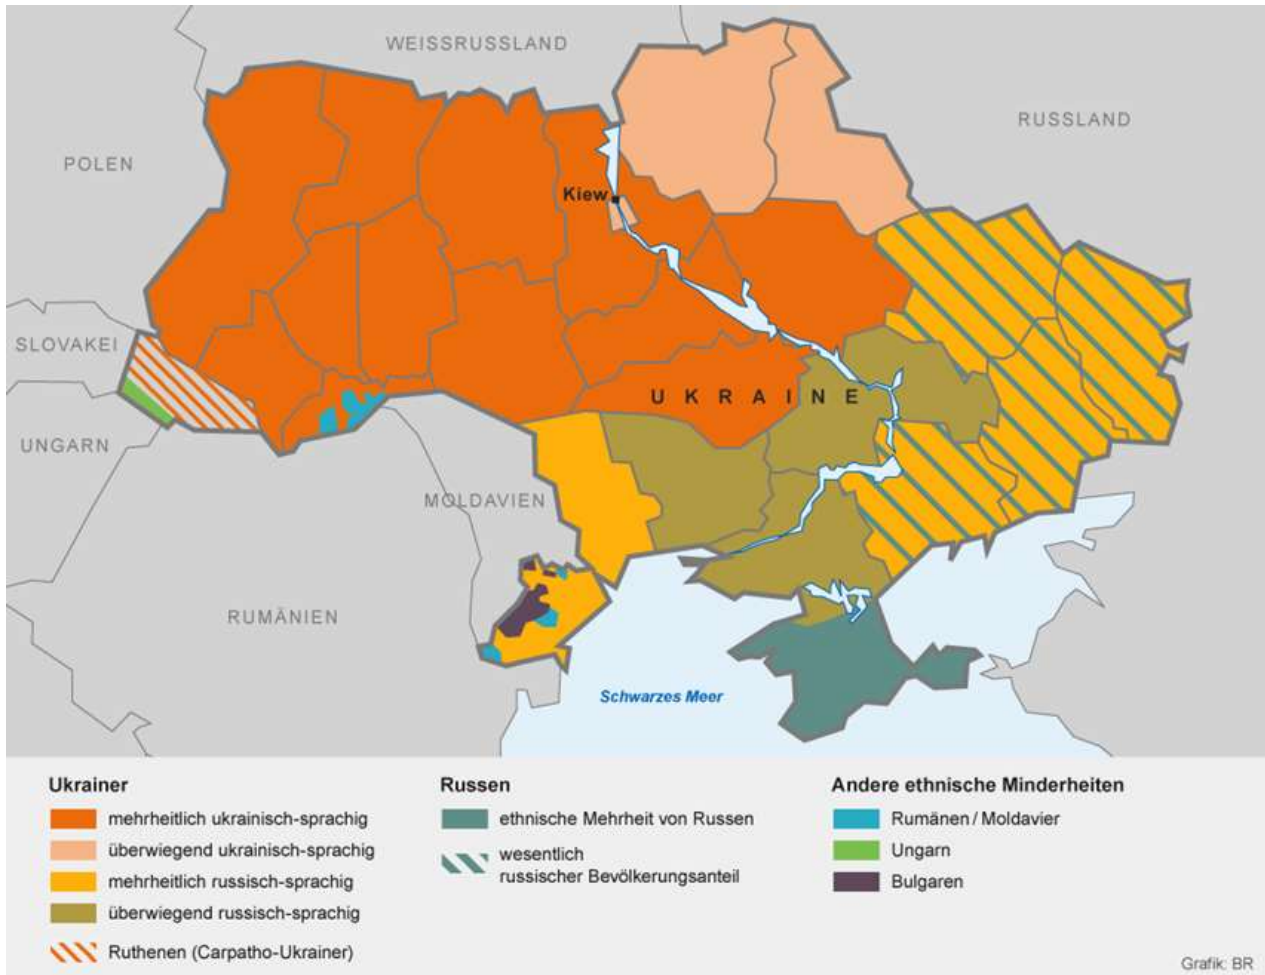 WEISSRUSSLAND
RUSSLAND
POLEN
Kiew
SLOVAKEI
UKRAINE
UNGARN
MOLDAVIEN
RUMÄNIEN
Schwarzes Meer
Ukrainer
mehrheitlich ukrainisch-sprachig
überwiegend ukrainisch-sprachig
mehrheitlich russisch-sprachig
überwiegend russisch-sprachig
Ruthenen (Carpatho-Ukrainer)
Russen
ethnische Mehrheit von Russen
wesentlich
russischer Bevölkerungsanteil
Andere ethnische Minderheiten
Rumänen / Moldavier
Ungarn
Bulgaren
Grafik: BR